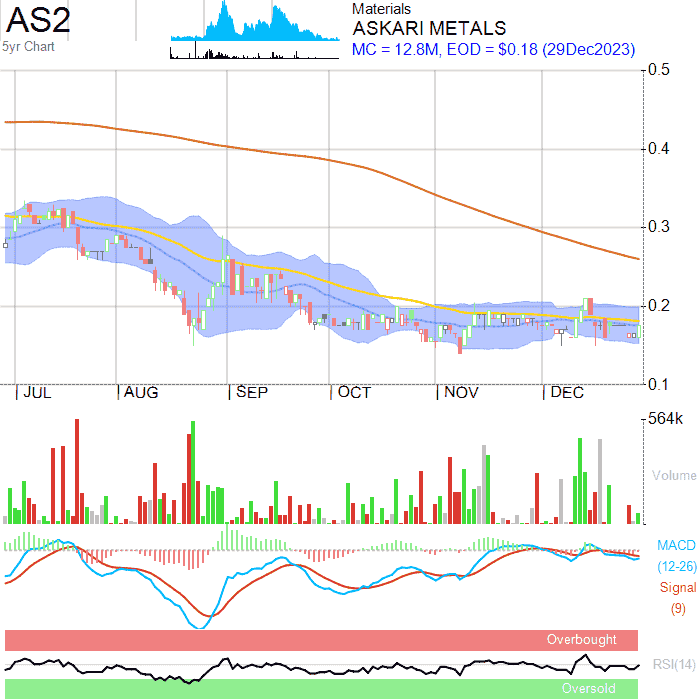 AS2
5yr Chart
Materials
ASKARI METALS
MC = 12.8M, EOD = $0.18 (29Dec2023)
0.5
0.4
0.3
0.2
0.1
JUL AUG SEP OCT NOV DEC
564k
Volume
MACD
(12-26)
Signal
(9)
Overbought
RSI(14)
Oversold